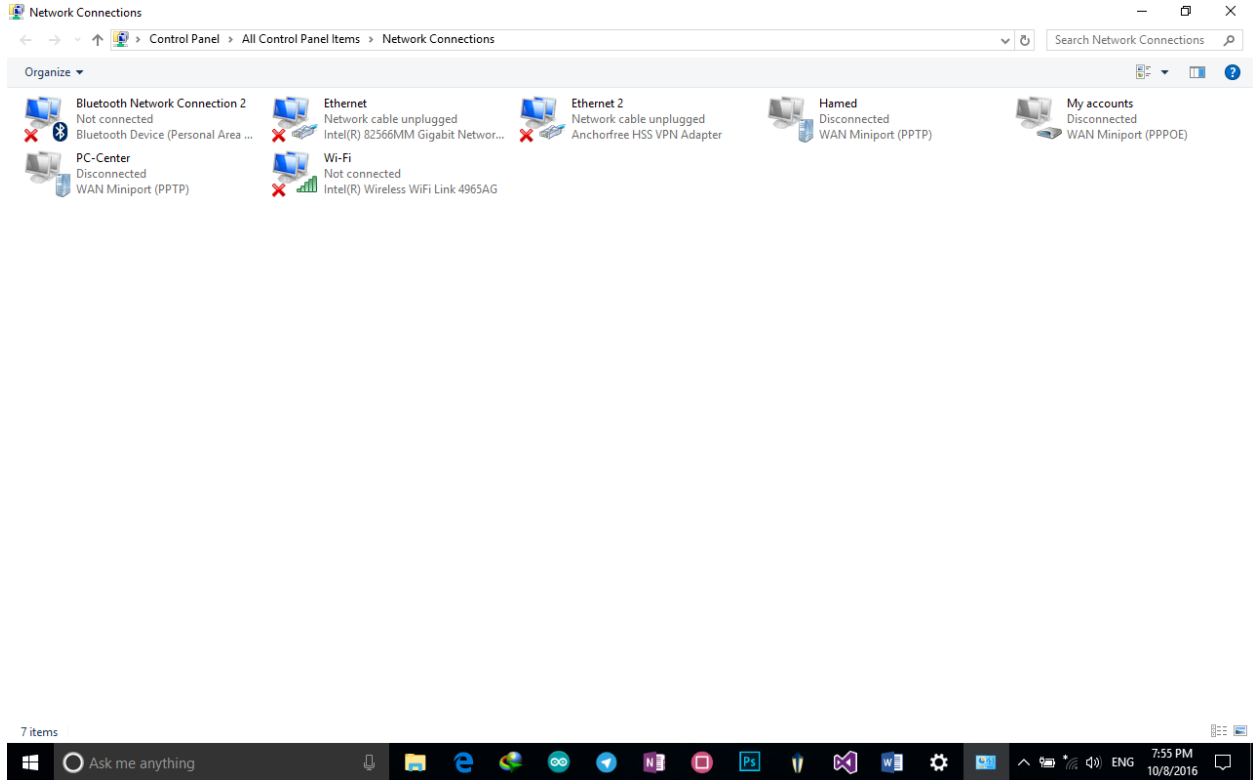 Network Connections
Control Panel > All Control Panel Items > Network Connections
Search Network Connections
Organize
Bluetooth Network Connection 2
Not connected
Bluetooth Device (Personal Area ...
Ethernet
Network cable unplugged
Intel(R) 82566MM Gigabit Networ...
Ethernet 2
Network cable unplugged
Anchorfree HSS VPN Adapter
Hamed
Disconnected
WAN Miniport (PPTP)
My accounts
Disconnected
WAN Miniport (PPPOE)
PC-Center
Disconnected
WAN Miniport (PPTP)
Wi-Fi
Not connected
Intel(R) Wireless WiFi Link 4965AG
7 items
Ask me anything
N
Ps
W
ENG
7:55 PM
10/8/2016